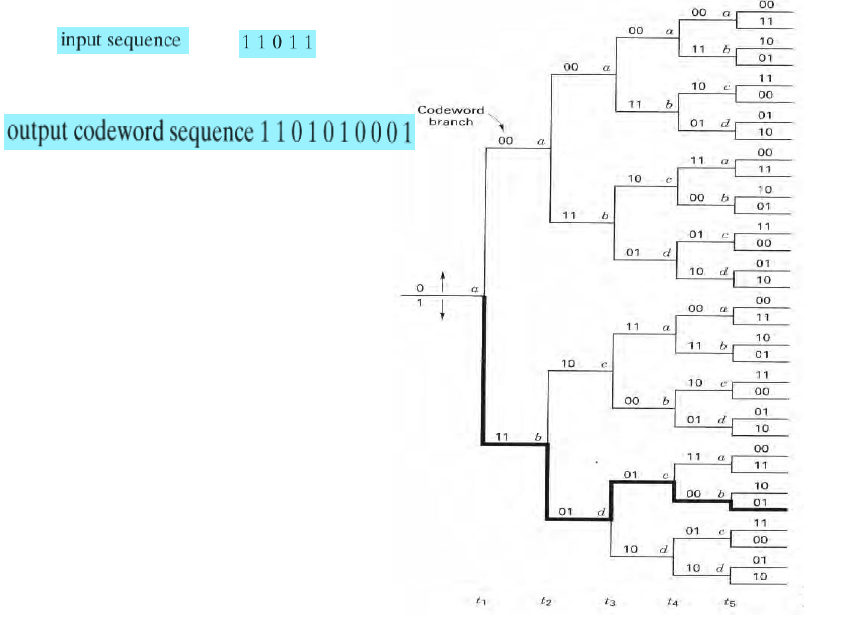 input sequence 1 1 0 1 1
output codeword sequence 1 1 0 1 0 1 0 0 0 1
Codeword
branch
0
1
a
00 a
11 b
00 a
11 b
10 c
01 d
00 a
11 b
10 c
01 d
11 a
00 b
01 c
10 d
00 a
11 b
10 c
01 d
11 a
00 b
01 c
10 d
00 a
11 b
10 c
01 d
11 a
00 b
01 c
10 d
00
11
10
01
11
00
01
10
00
11
10
01
11
00
01
10
00
11
10
01
11
00
01
10
00
11
10
01
11
00
01
10
t1 t2 t3 t4 t5